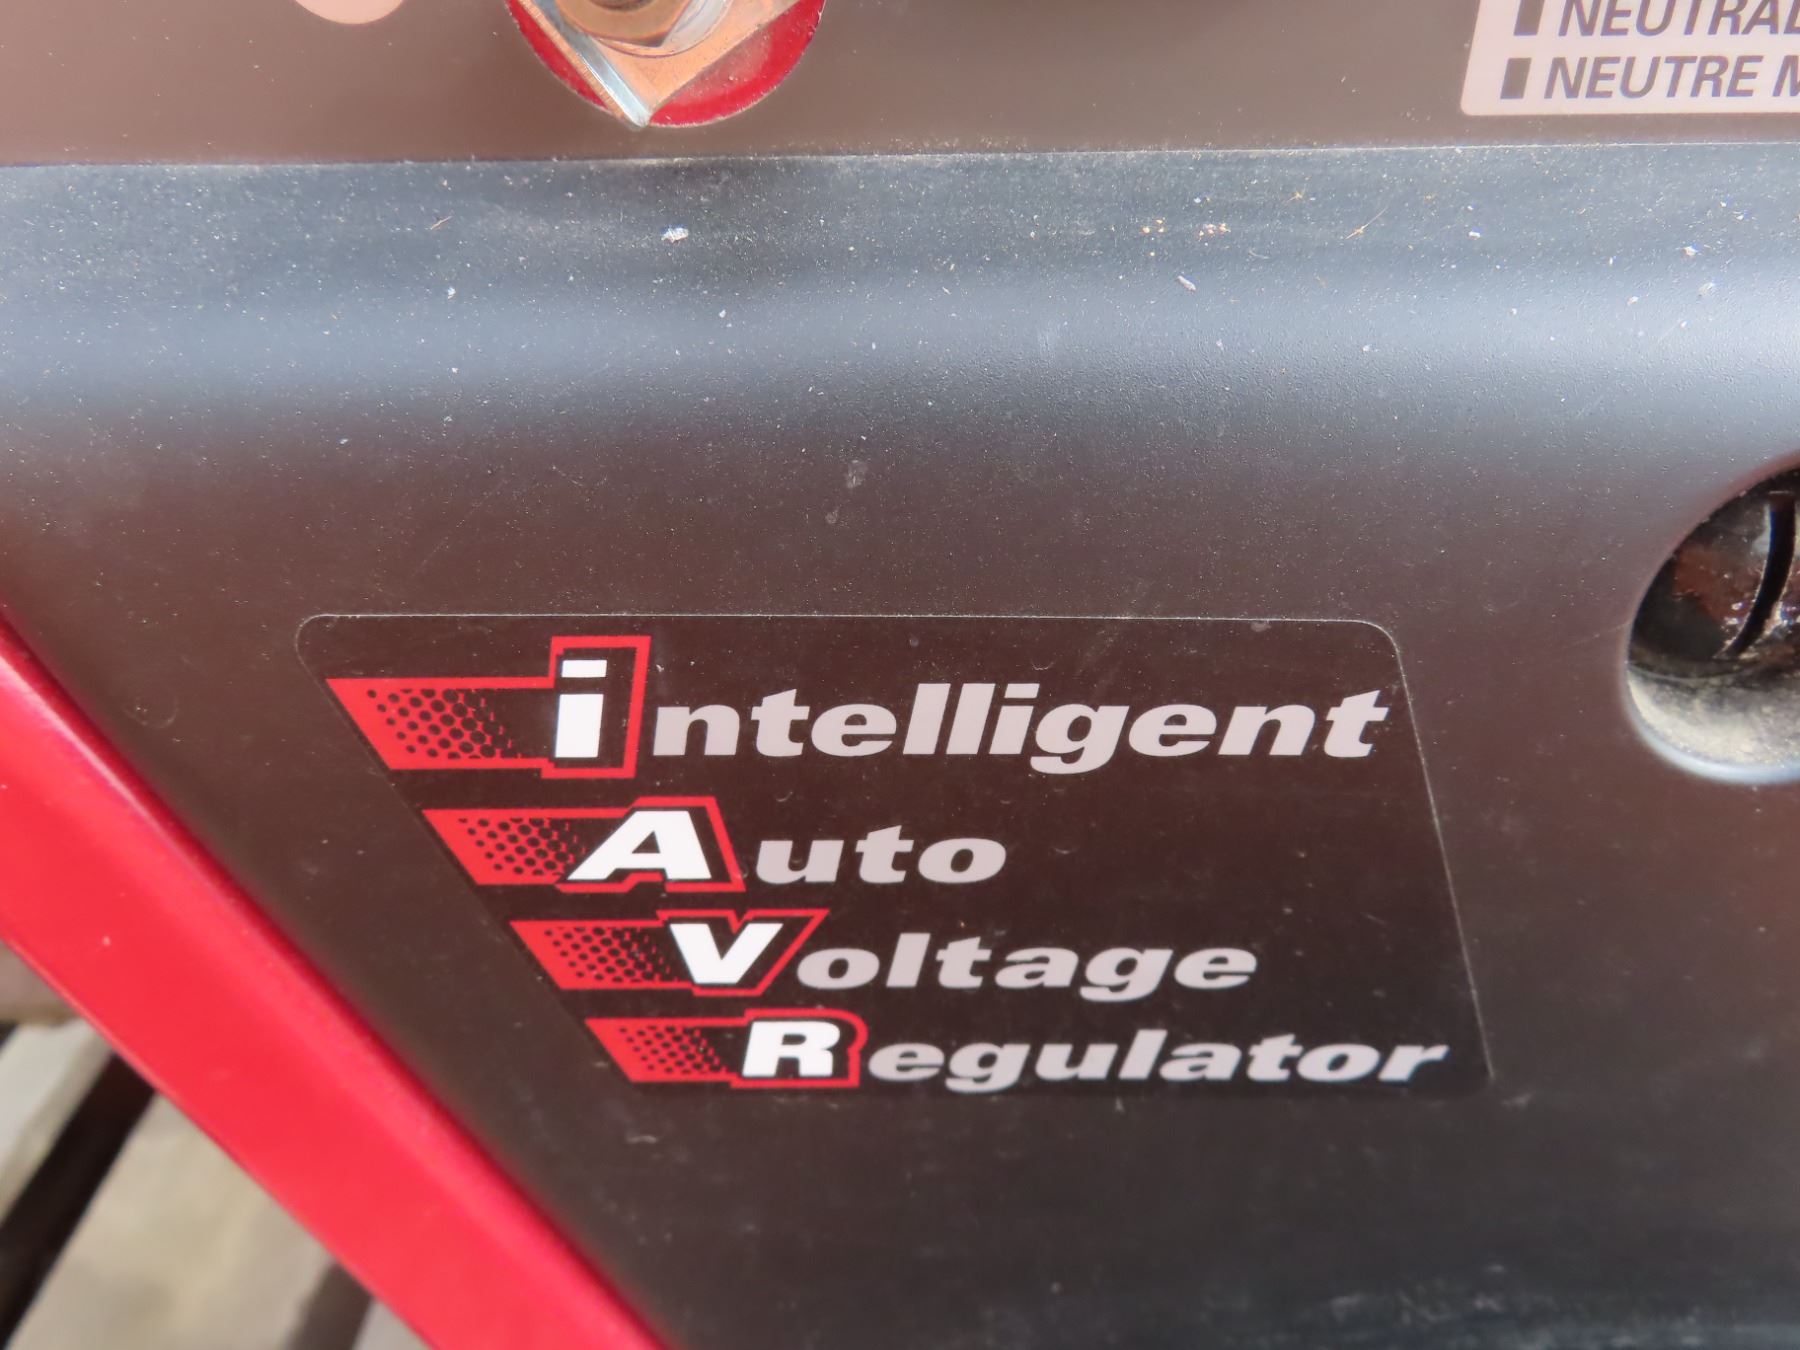 NEUTRAL
NEUTRE
intelligent
Auto
Voltage
Regulator